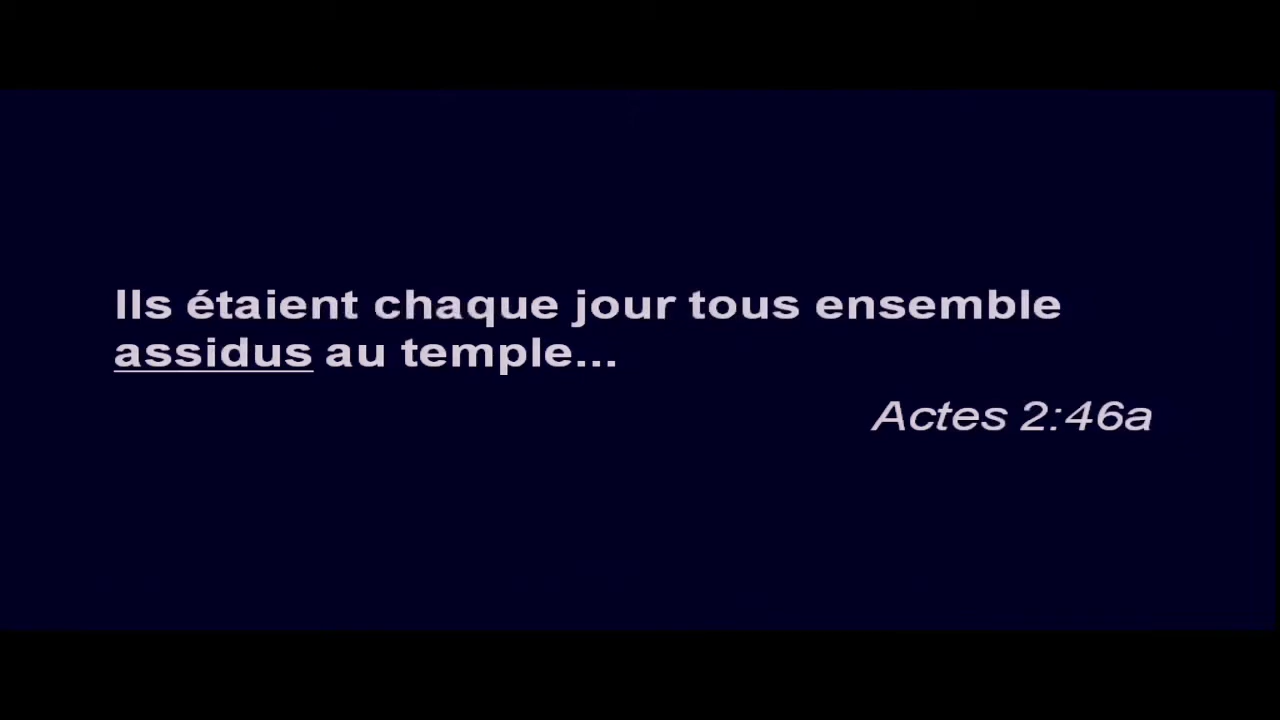 Ils étaient chaque jour tous ensemble
assidus au temple...
Actes 2:46a